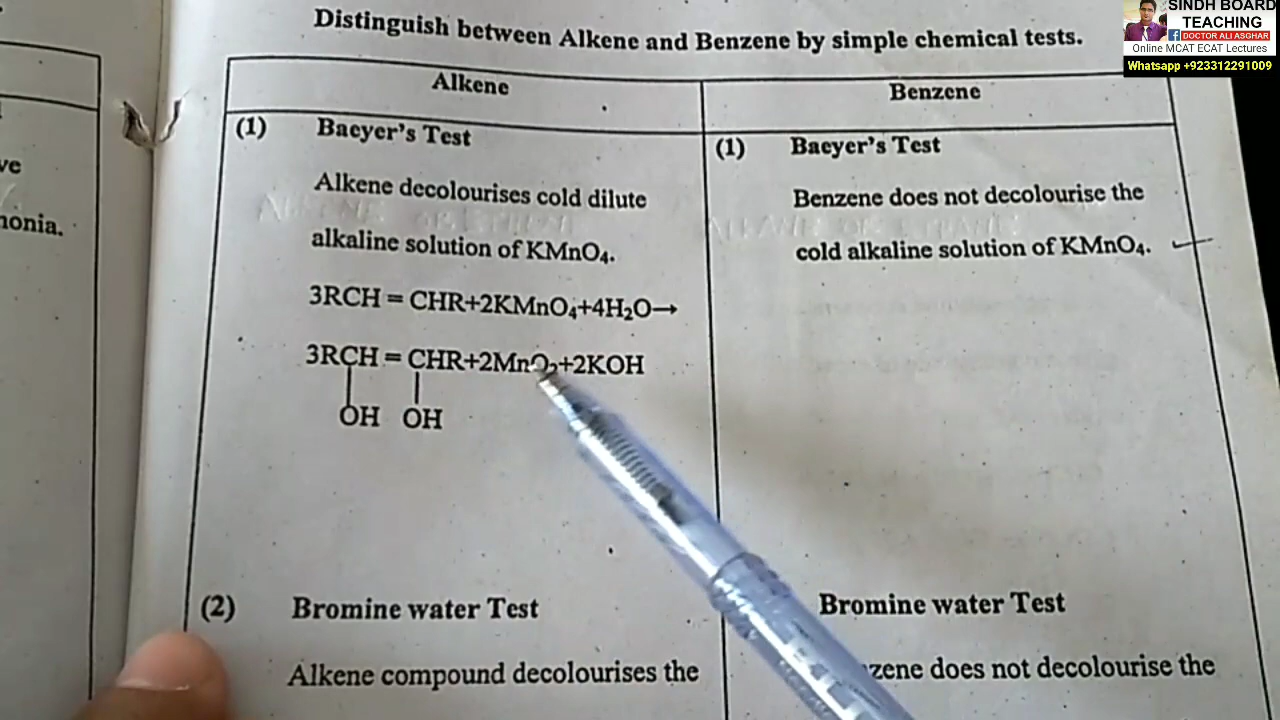 SINDH BOARD
TEACHING
DOCTOR ALI ASGHAR
Online MCAT ECAT Lectures
Whatsapp +923312291009
Distinguish between Alkene and Benzene by simple chemical tests.
Alkene
(1) Baeyer's Test
Alkene decolourises cold dilute
alkaline solution of KMnO₄.
3RCH = CHR+2KMnO₄+4H₂O→
3RCH = CHR+2MnO₂+2KOH
OH OH
(2) Bromine water Test
Alkene compound decolourises the
Benzene
(1) Baeyer's Test
Benzene does not decolourise the
cold alkaline solution of KMnO₄.
Bromine water Test
does not decolourise the